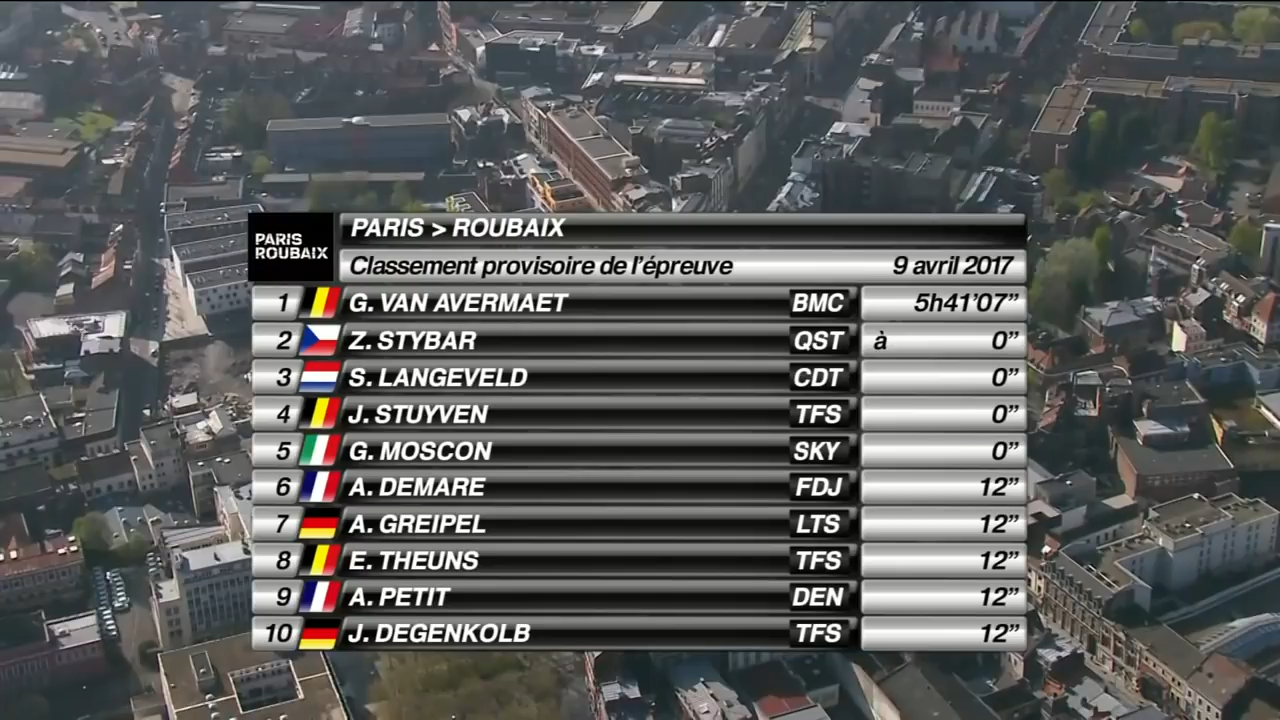 PARIS
ROUBAIX
PARIS > ROUBAIX
Classement provisoire de l'épreuve 9 avril 2017
1 G. VAN AVERMAET BMC 5h41'07”
2 Z. STYBAR QST à 0”
3 S. LANGEVELD CDT 0”
4 J. STUYVEN TFS 0”
5 G. MOSCON SKY 0”
6 A. DEMARE FDJ 12”
7 A. GREIPEL LTS 12”
8 E. THEUNS TFS 12”
9 A. PETIT DEN 12”
10 J. DEGENKOLB TFS 12”